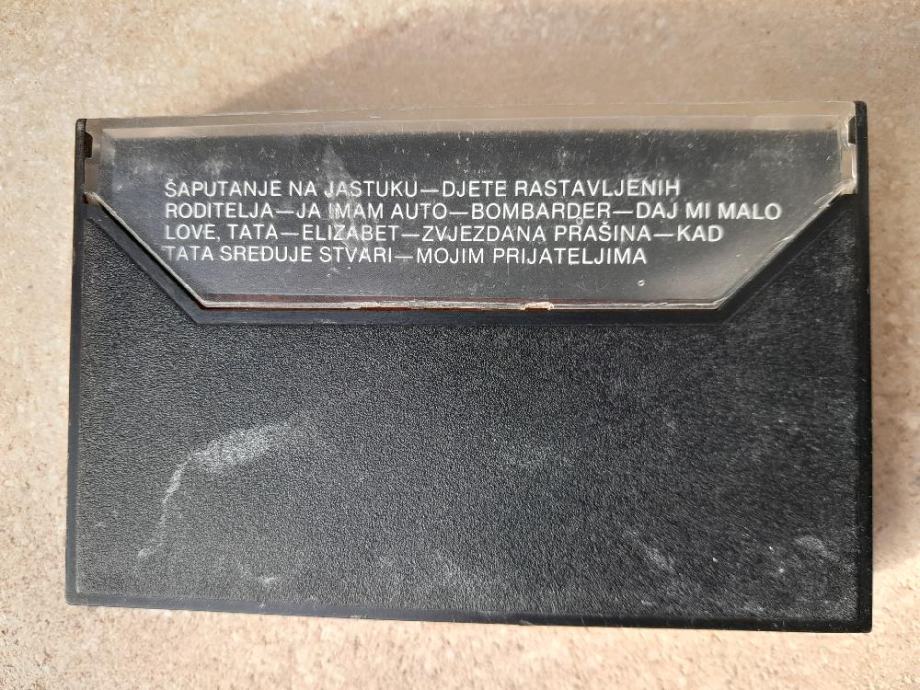 ŠAPUTANJE NA JASTUKU—DJETE RASTAVLJENIH
RODITELJA—JA IMAM AUTO—BOMBARDER—DAJ MI MALO
LOVE, TATA—ELIZABET—ZVJEZDANA PRAŠINA—KAD
TATA SREĐUJE STVARI—MOJIM PRIJATELJIMA